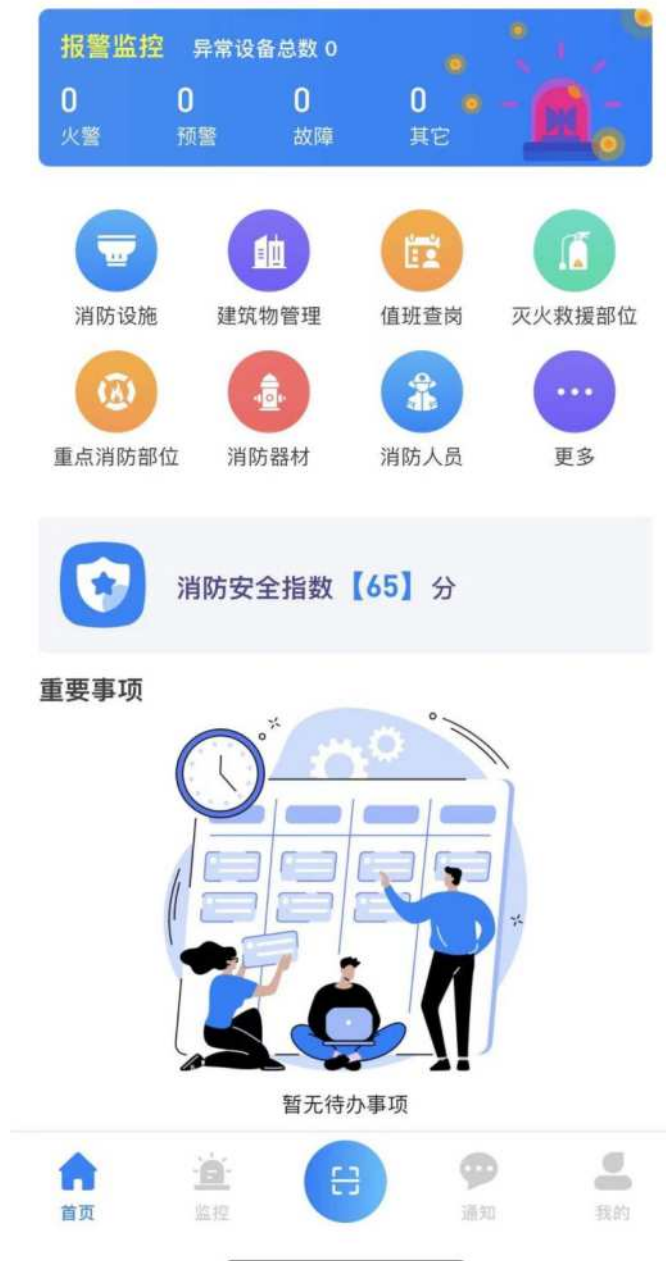 报警监控 异常设备总数 0
0 0 0 0
火警 预警 故障 其它
消防设施 建筑物管理 值班查岗 灭火救援部位
重点消防部位 消防器材 消防人员 更多
消防安全指数【65】分
重要事项
暂无待办事项
首页 监控 通知 我的